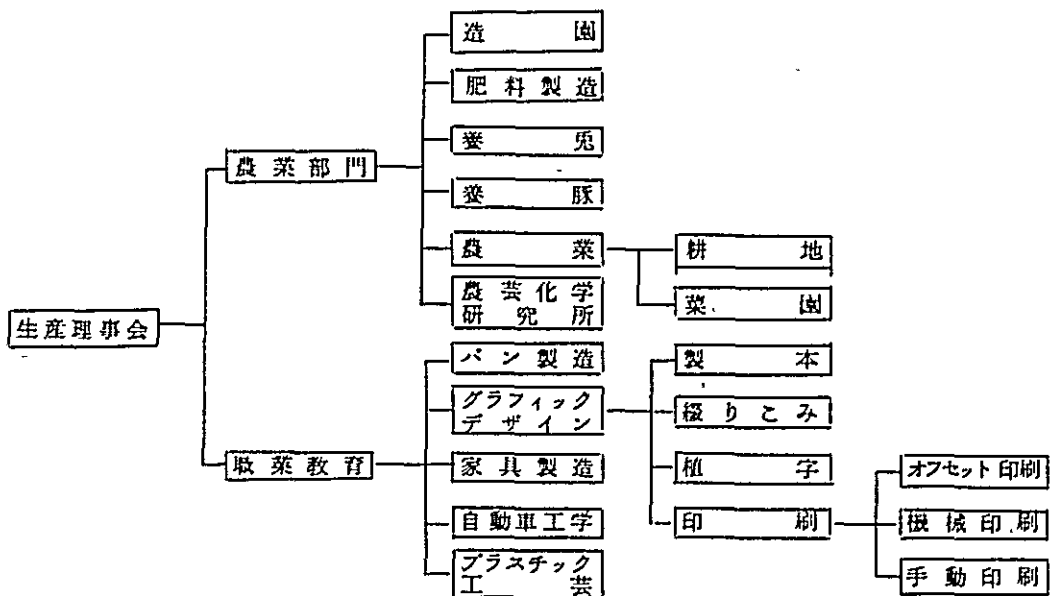 造園
肥料製造
養兎
農業部門
養豚
農業
耕地
農芸化学
研究所
菜園
生産理事会
パン製造
製本
グラフィック
デザイン
綴りこみ
職業教育
家具製造
植字
オフセット印刷
自動車工学
印刷
機械印刷
プラスチック
工芸
手動印刷